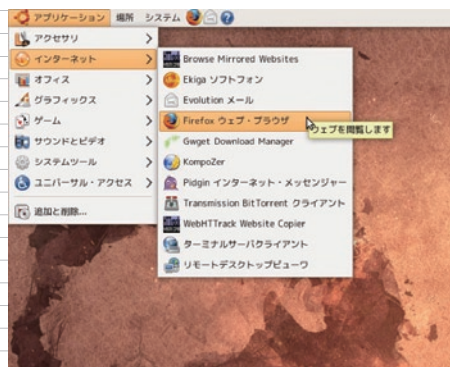 アプリケーション 場所 システム
アクセサリ
インターネット
オフィス
グラフィックス
ゲーム
サウンドとビデオ
システムツール
ユニバーサル・アクセス
追加と削除...
Browse Mirrored Websites
Ekiga ソフトフォン
Evolution メール
Firefox ウェブ・ブラウザ
ウェブを閲覧します
Gwget Download Manager
KompoZer
Pidgin インターネット・メッセンジャー
Transmission BitTorrent クライアント
WebHTTrack Website Copier
ターミナルサーバクライアント
リモートデスクトップビューワ